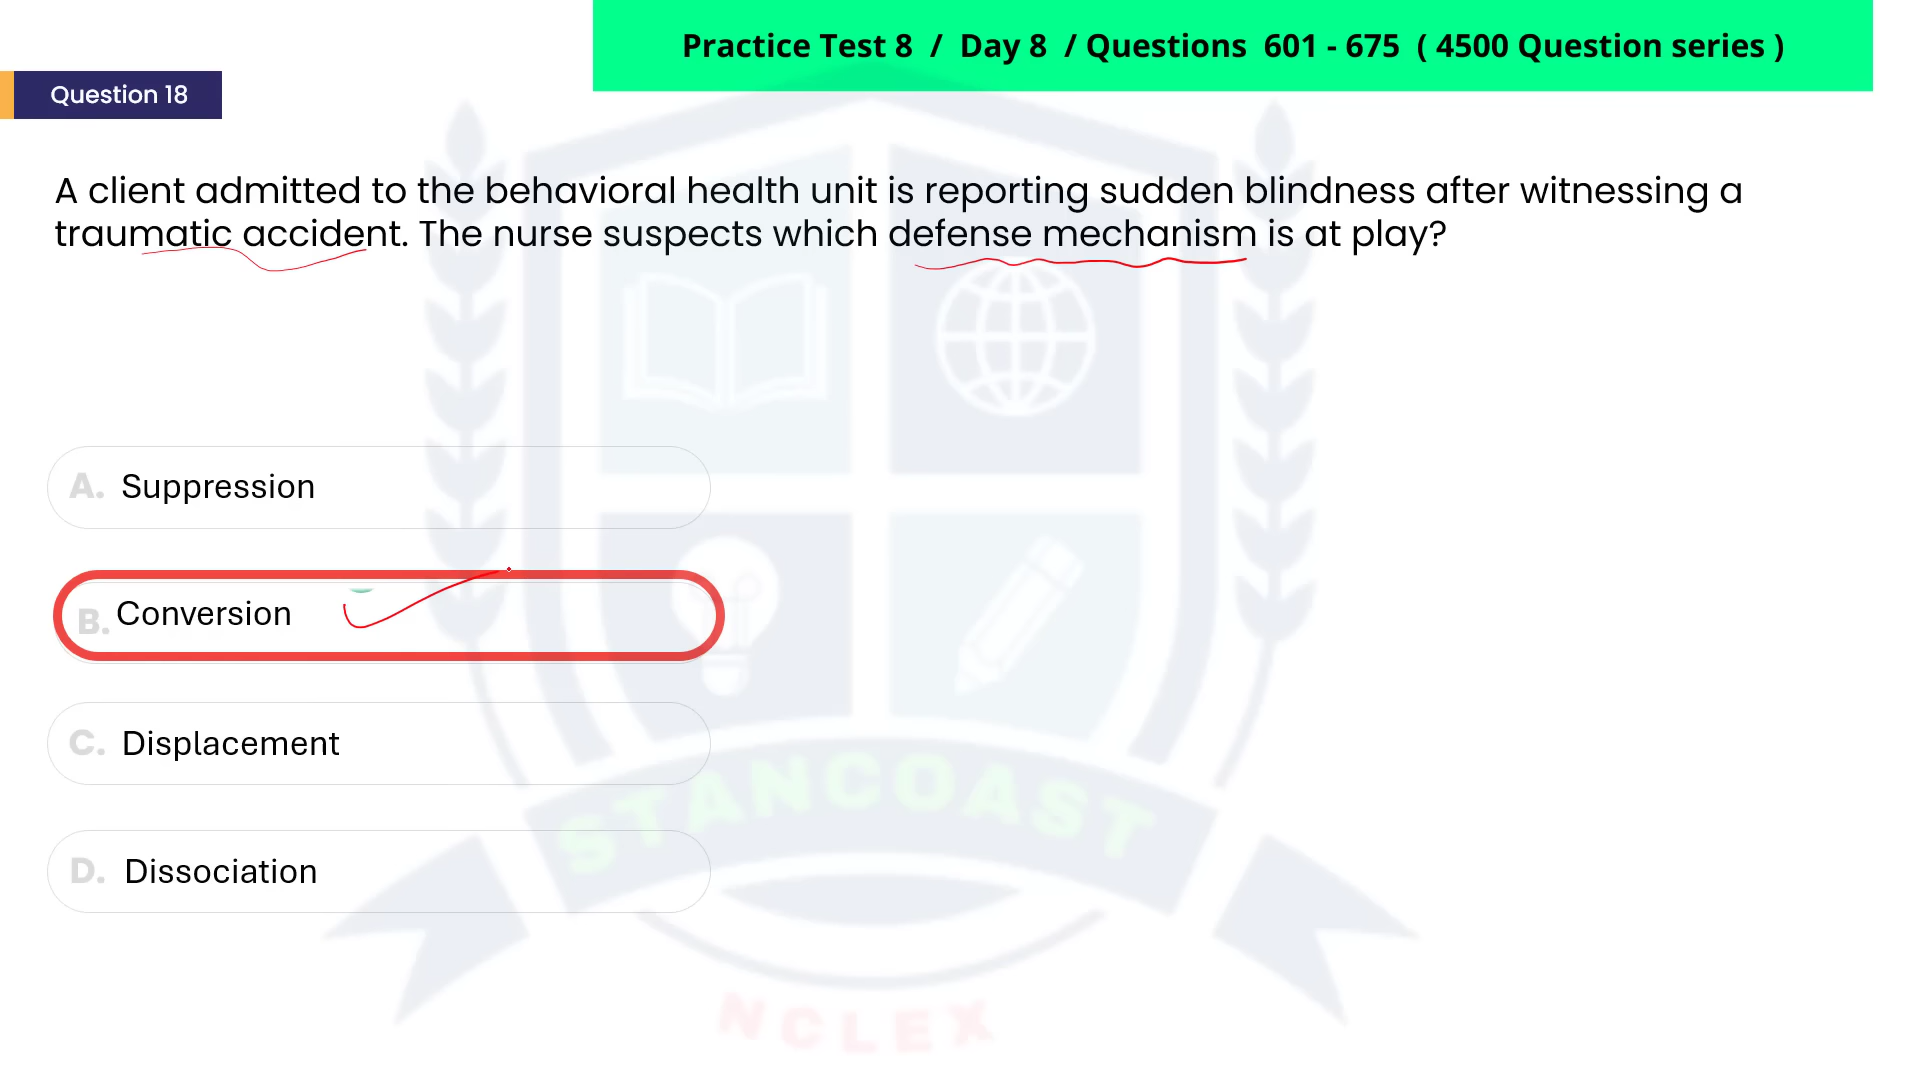 Practice Test 8 / Day 8 / Questions 601 - 675 ( 4500 Question series )
Question 18
A client admitted to the behavioral health unit is reporting sudden blindness after witnessing a
traumatic accident. The nurse suspects which defense mechanism is at play?
A. Suppression
B. Conversion
C. Displacement
D. Dissociation
STANCOAST
NCLEX